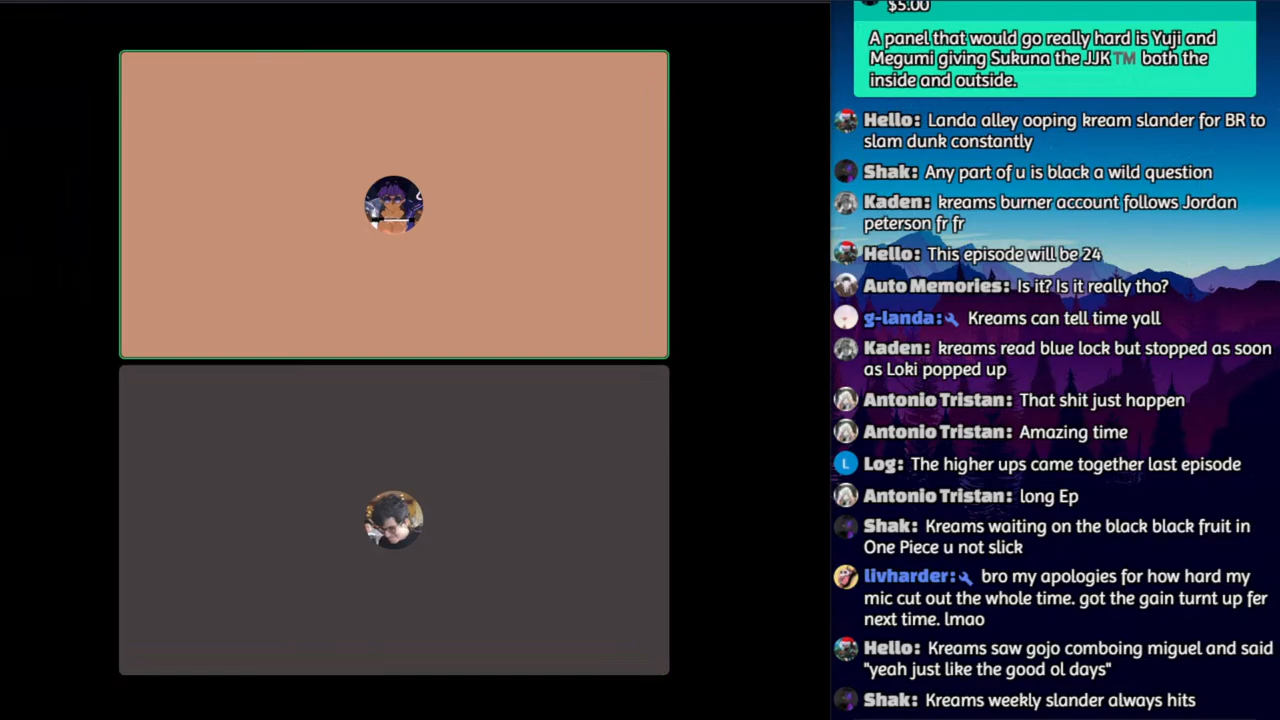 $5.00
A panel that would go really hard is Yuji and
Megumi giving Sukuna the JJK™ both the
inside and outside.
Hello: Landa alley ooping kream slander for BR to
slam dunk constantly
Shak: Any part of u is black a wild question
Kaden: kreams burner account follows Jordan
peterson fr fr
Hello: This episode will be 24
Auto Memories: Is it? Is it really tho?
g-landa: Kreams can tell time yall
Kaden: kreams read blue lock but stopped as soon
as Loki popped up
Antonio Tristan: That shit just happen
Antonio Tristan: Amazing time
L Log: The higher ups came together last episode
Antonio Tristan: long Ep
Shak: Kreams waiting on the black black fruit in
One Piece u not slick
livharder: bro my apologies for how hard my
mic cut out the whole time. got the gain turnt up fer
next time. lmao
Hello: Kreams saw gojo comboing miguel and said
"yeah just like the good ol days"
Shak: Kreams weekly slander always hits